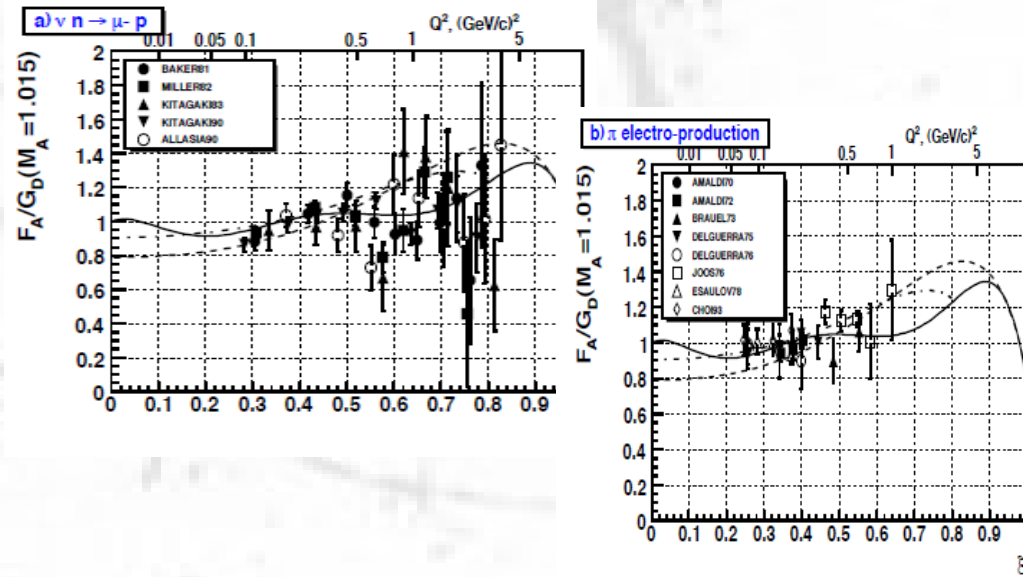 a) ν n → μ- p
Q², (GeV/c)²
0.01 0.05 0.1 0.5 1 5
F_A/G_D(M_A=1.015)
2
1.8
1.6
1.4
1.2
1
0.8
0.6
0.4
0.2
0
BAKER81
MILLER82
KITAGAKI83
KITAGAKI90
ALLASIA90
0 0.1 0.2 0.3 0.4 0.5 0.6 0.7 0.8 0.9
b) π electro-production
Q², (GeV/c)²
0.01 0.05 0.1 0.5 1 5
F_A/G_D(M_A=1.015)
2
1.8
1.6
1.4
1.2
1
0.8
0.6
0.4
0.2
0
AMALDI70
AMALDI72
BRAUEL73
DELGUERRA75
DELGUERRA76
JOOS76
ESAULOV78
CHOI93
0 0.1 0.2 0.3 0.4 0.5 0.6 0.7 0.8 0.9